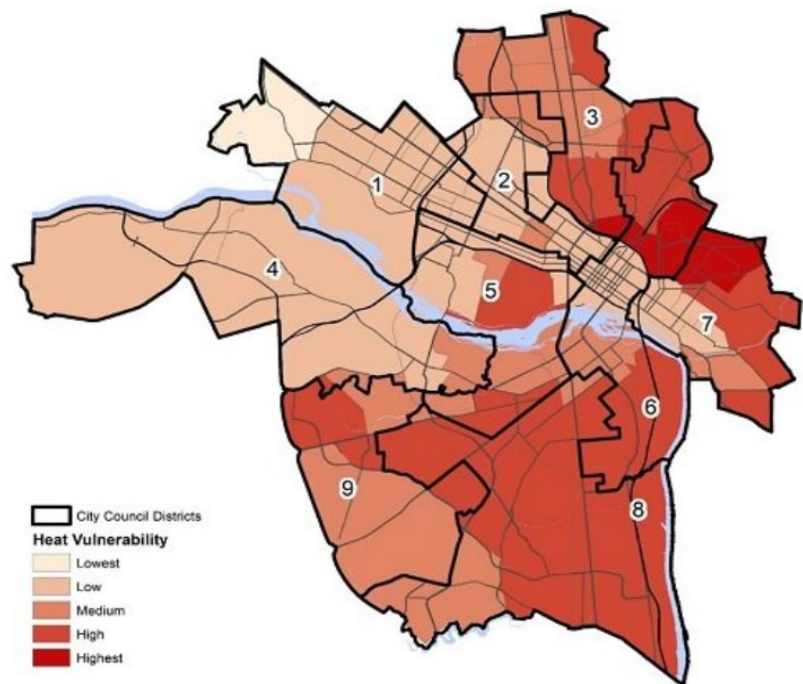 3
2
1
4
5
7
6
9
8
City Council Districts
Heat Vulnerability
Lowest
Low
Medium
High
Highest